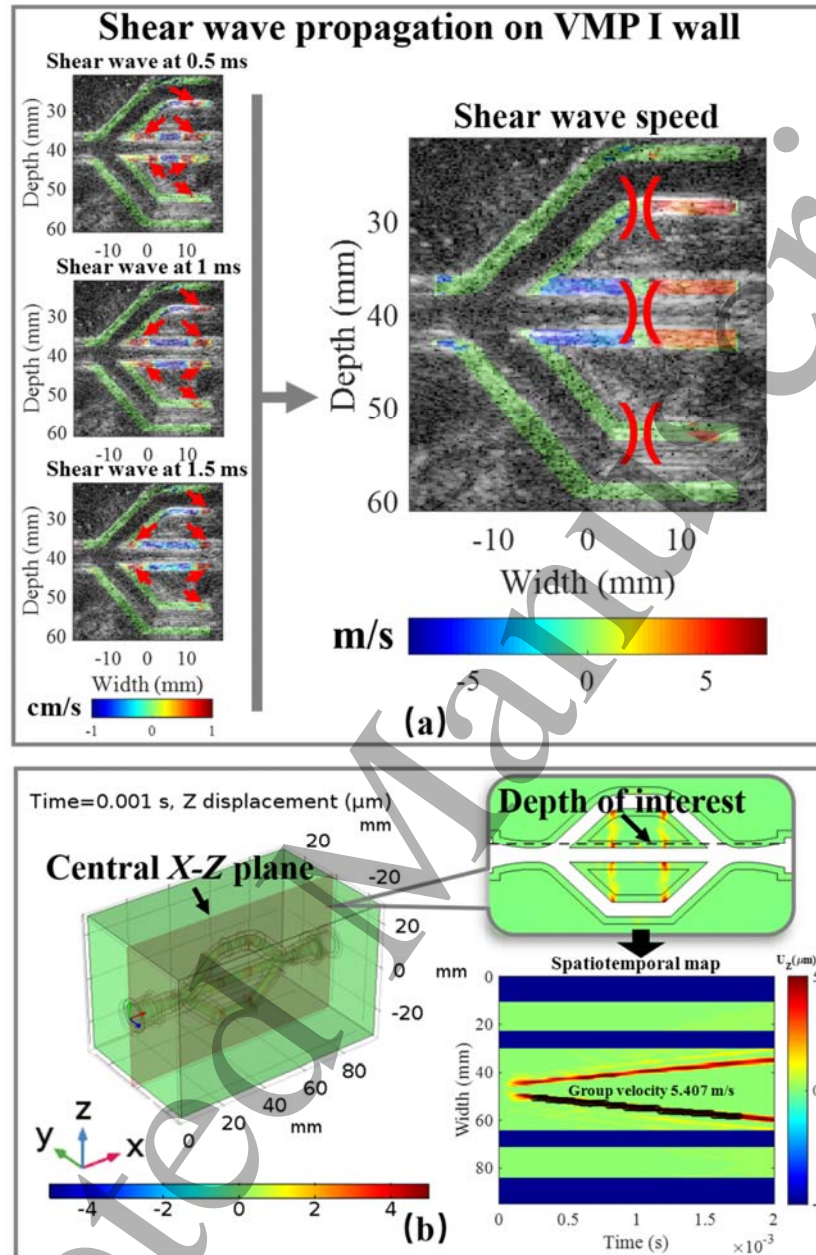 Shear wave propagation on VMP I wall
Shear wave at 0.5 ms
Depth (mm)
30
40
50
60
-10 0 10
Shear wave at 1 ms
Depth (mm)
30
40
50
60
-10 0 10
Shear wave at 1.5 ms
Depth (mm)
30
40
50
60
-10 0 10
Width (mm)
cm/s
-1 0 1
Shear wave speed
Depth (mm)
30
40
50
60
-10 0 10
Width (mm)
m/s
-5 0 5
(a)
Time=0.001 s, Z displacement (µm)
Central X-Z plane
mm
20
0
-20
20
0 mm
-20
0 20 40 60 80
mm
z
y x
-4 -2 0 2 4
(b)
Depth of interest
Spatiotemporal map
U_Z(µm)
Width (mm)
0
20
40
60
80
Group velocity 5.407 m/s
0 0.5 1 1.5 2
Time (s) ×10⁻³